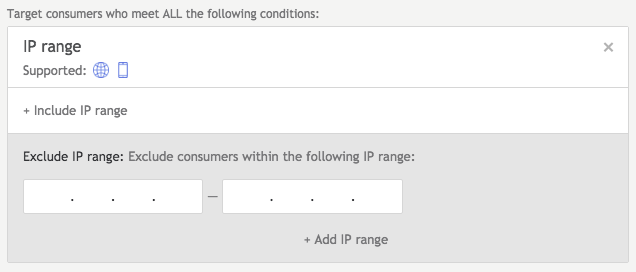 Target consumers who meet ALL the following conditions:
IP range
×
Supported:
+ Include IP range
Exclude IP range: Exclude consumers within the following IP range:
. . . — . . .
+ Add IP range